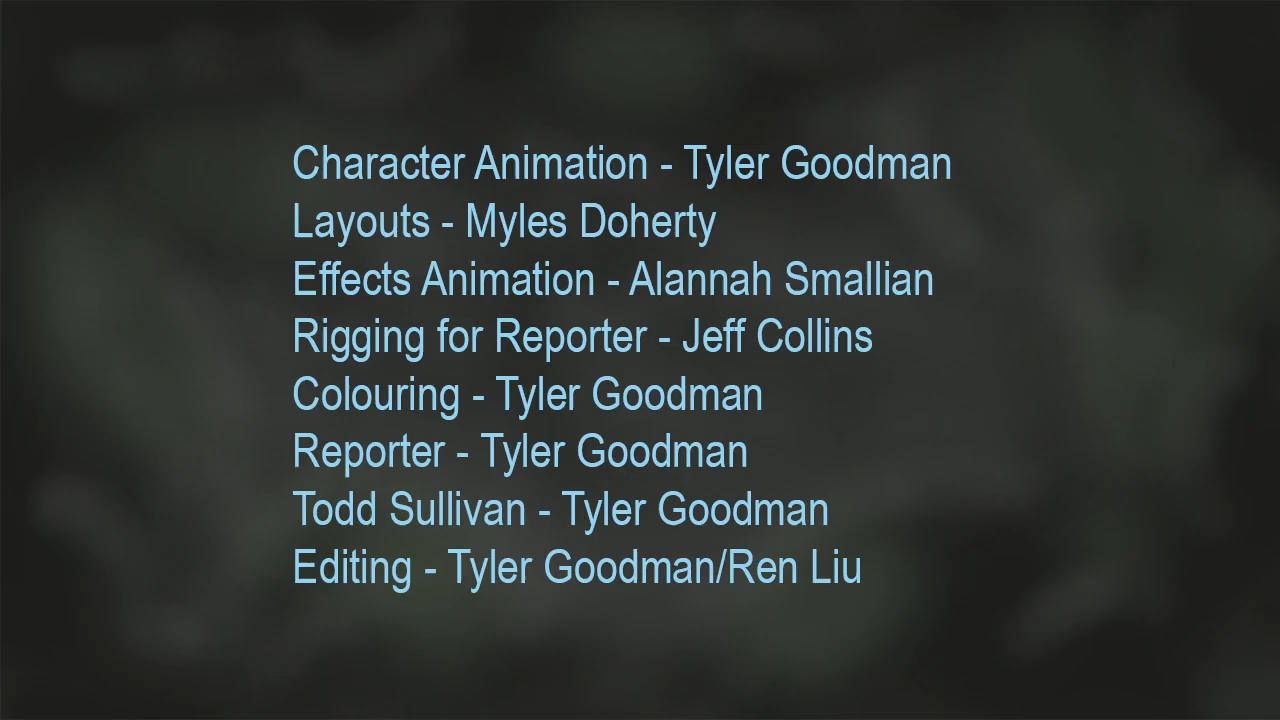 Character Animation - Tyler Goodman
Layouts - Myles Doherty
Effects Animation - Alannah Smallian
Rigging for Reporter - Jeff Collins
Colouring - Tyler Goodman
Reporter - Tyler Goodman
Todd Sullivan - Tyler Goodman
Editing - Tyler Goodman/Ren Liu